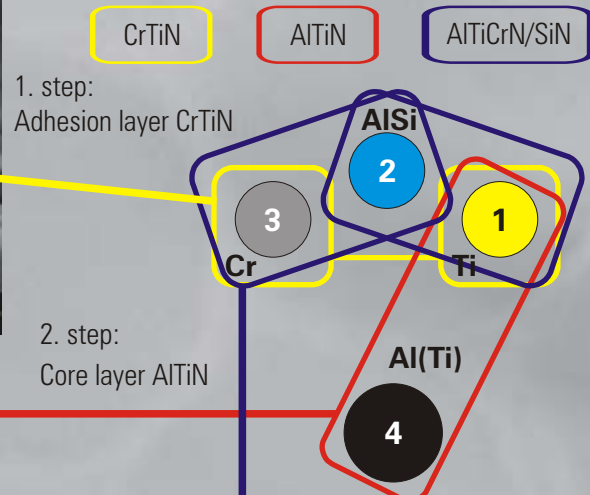 CrTiN
AlTiN
AlTiCrN/SiN
1. step:
Adhesion layer CrTiN
AlSi
2
3
1
Cr
Ti
2. step:
Core layer AlTiN
Al(Ti)
4